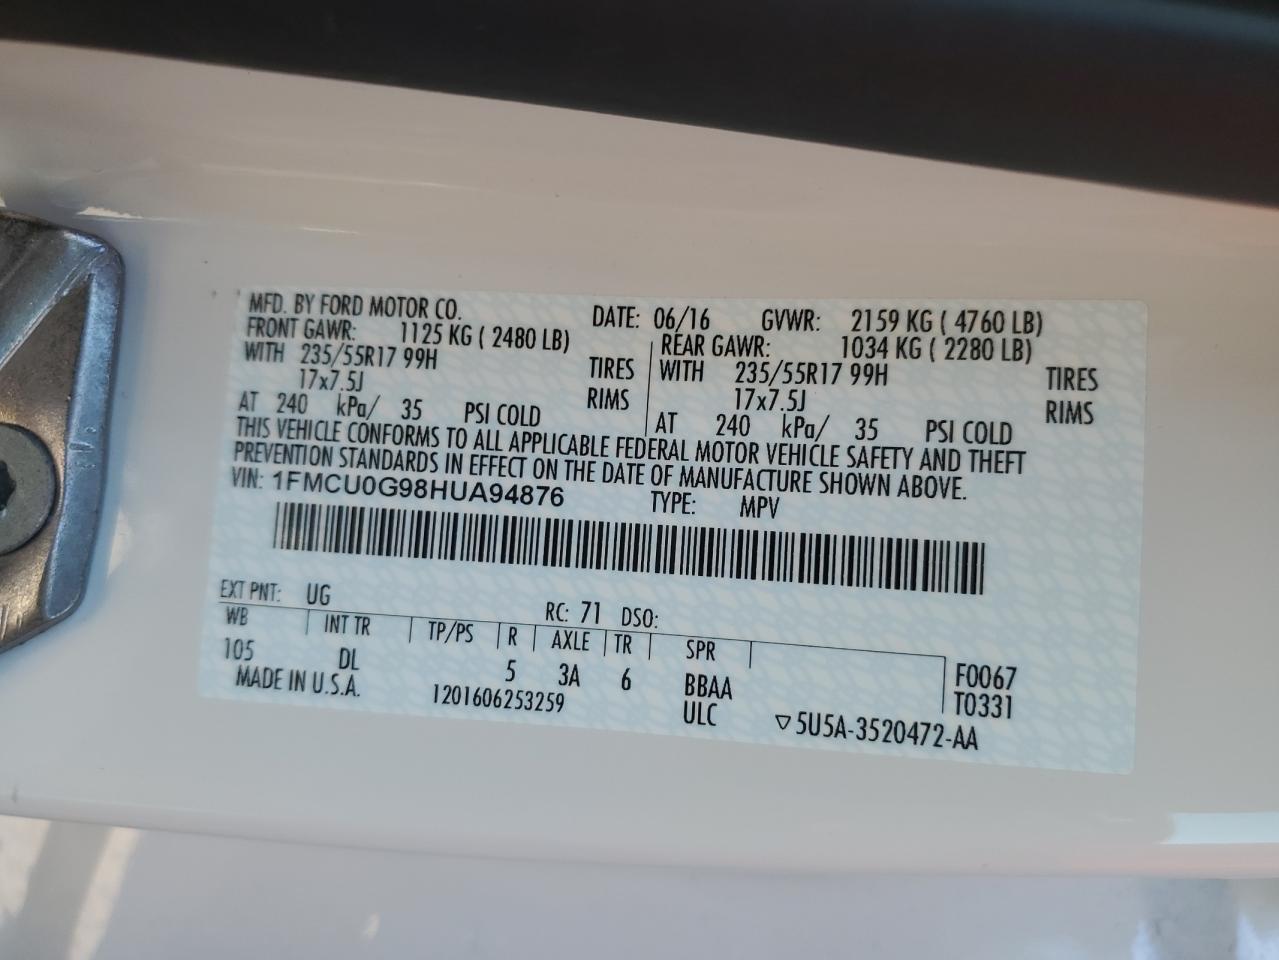 MFD. BY FORD MOTOR CO. DATE: 06/16 GVWR: 2159 KG ( 4760 LB)
FRONT GAWR: 1125 KG ( 2480 LB) REAR GAWR: 1034 KG ( 2280 LB)
WITH 235/55R17 99H TIRES WITH 235/55R17 99H TIRES
17x7.5J RIMS 17x7.5J RIMS
AT 240 kPa/ 35 PSI COLD AT 240 kPa/ 35 PSI COLD
THIS VEHICLE CONFORMS TO ALL APPLICABLE FEDERAL MOTOR VEHICLE SAFETY AND THEFT
PREVENTION STANDARDS IN EFFECT ON THE DATE OF MANUFACTURE SHOWN ABOVE.
VIN: 1FMCU0G98HUA94876 TYPE: MPV
EXT PNT: UG RC: 71 DSO:
WB INT TR TP/PS R AXLE TR SPR
105 DL 5 3A 6 BBAA F0067
MADE IN U.S.A. 1201606253259 ULC T0331
▽5U5A-3520472-AA